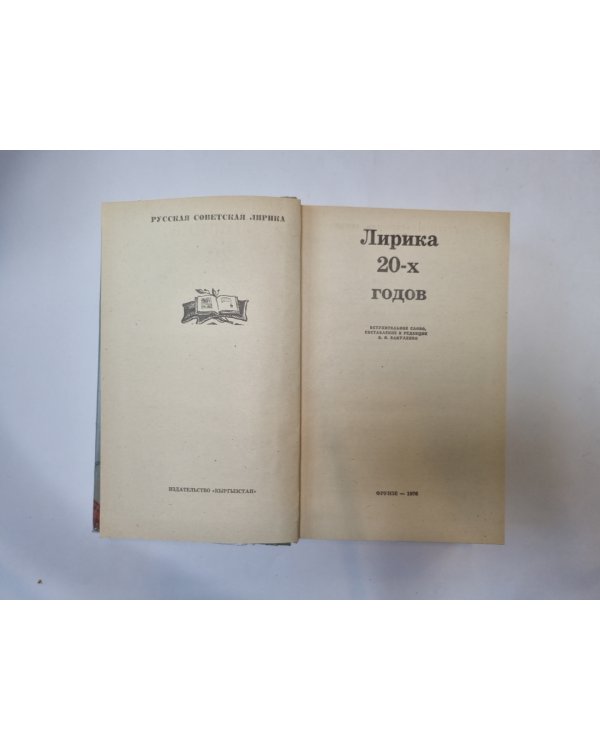 РУССКАЯ СОВЕТСКАЯ ЛИРИКА
ИЗДАТЕЛЬСТВО «КЫРГЫЗСТАН»
Лирика
20-х
годов
ВСТУПИТЕЛЬНОЕ СЛОВО,
СОСТАВЛЕНИЕ И РЕДАКЦИЯ
ФРУНЗЕ — 1976